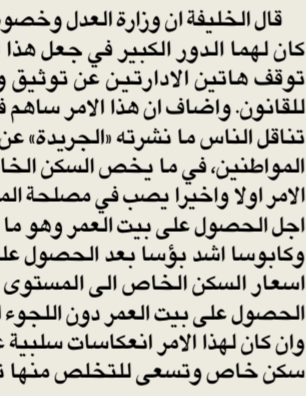 قال الخليفة ان وزارة العدل وخصو
كان لهما الدور الكبير في جعل هذا
توقف هاتين الادارتين عن توثيق و
للقانون. واضاف ان هذا الامر ساهم ف
تناقل الناس ما نشرته «الجريدة» عن
المواطنين، في ما يخص السكن الخا
الامر اولا واخيرا يصب في مصلحة الم
اجل الحصول على بيت العمر وهو ما
وكابوسا اشد بؤسا بعد الحصول عل
اسعار السكن الخاص الى المستوى
الحصول على بيت العمر دون اللجوء ا
وان كان لهذا الامر انعكاسات سلبية ع
سكن خاص وتسعى للتخلص منها ن